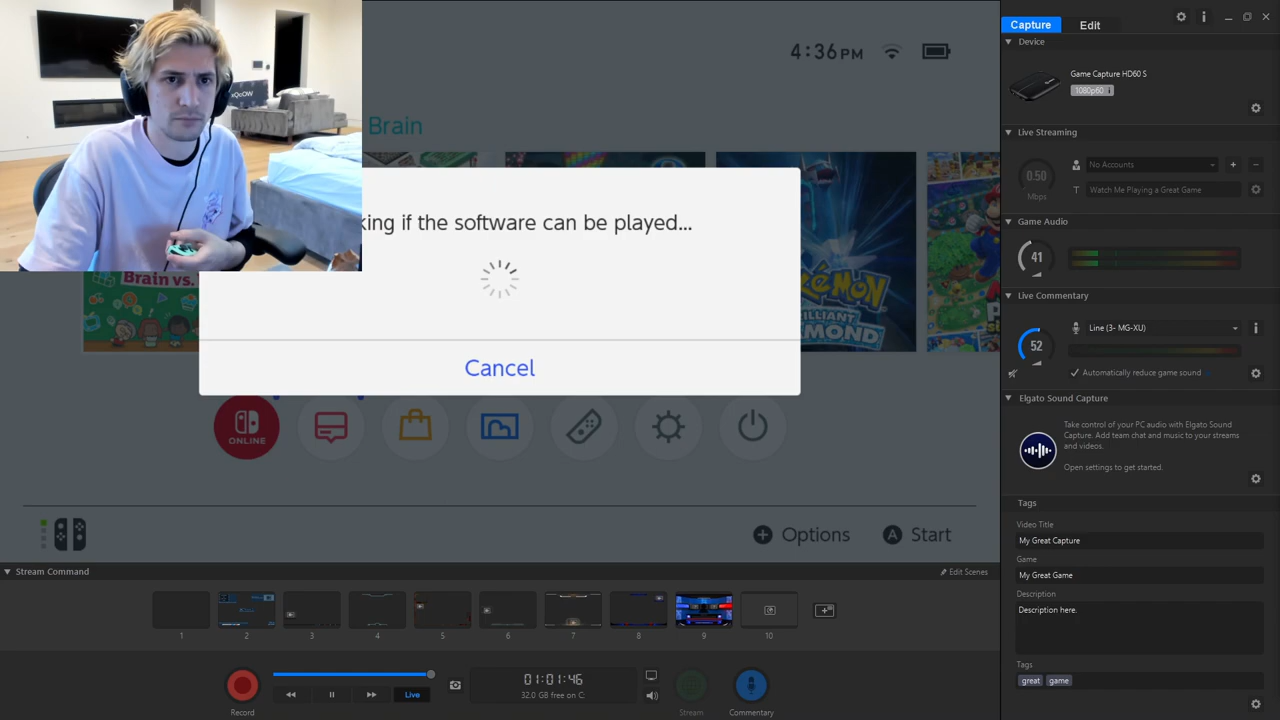 Capture Edit
Device
Game Capture HD60 S
1080p60 i
Live Streaming
0.50
Mbps
No Accounts
T Watch Me Playing a Great Game
Game Audio
41
Live Commentary
52
Line (3- MG-XU)
Automatically reduce game sound
Elgato Sound Capture
Take control of your PC audio with Elgato Sound
Capture. Add team chat and music to your streams
and videos.
Open settings to get started.
Tags
Video Title
My Great Capture
Game
My Great Game
Description
Description here.
Tags
great game
4:36 PM
Brain
king if the software can be played...
Cancel
Brain vs.
Pokémon
BRILLIANT
DIAMOND
ONLINE
+ Options A Start
Stream Command
Edit Scenes
1 2 3 4 5 6 7 8 9 10
01:01:46
32.0 GB free on C:
Live
Record
Stream
Commentary